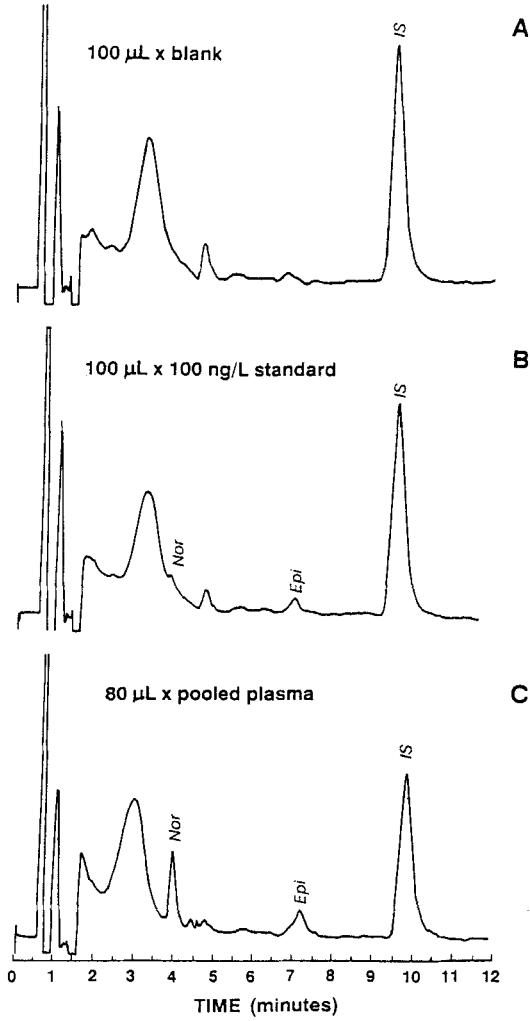 A
100 μL x blank
IS
B
100 μL x 100 ng/L standard
IS
Nor
Epi
C
80 μL x pooled plasma
IS
Nor
Epi
0 1 2 3 4 5 6 7 8 9 10 11 12
TIME (minutes)